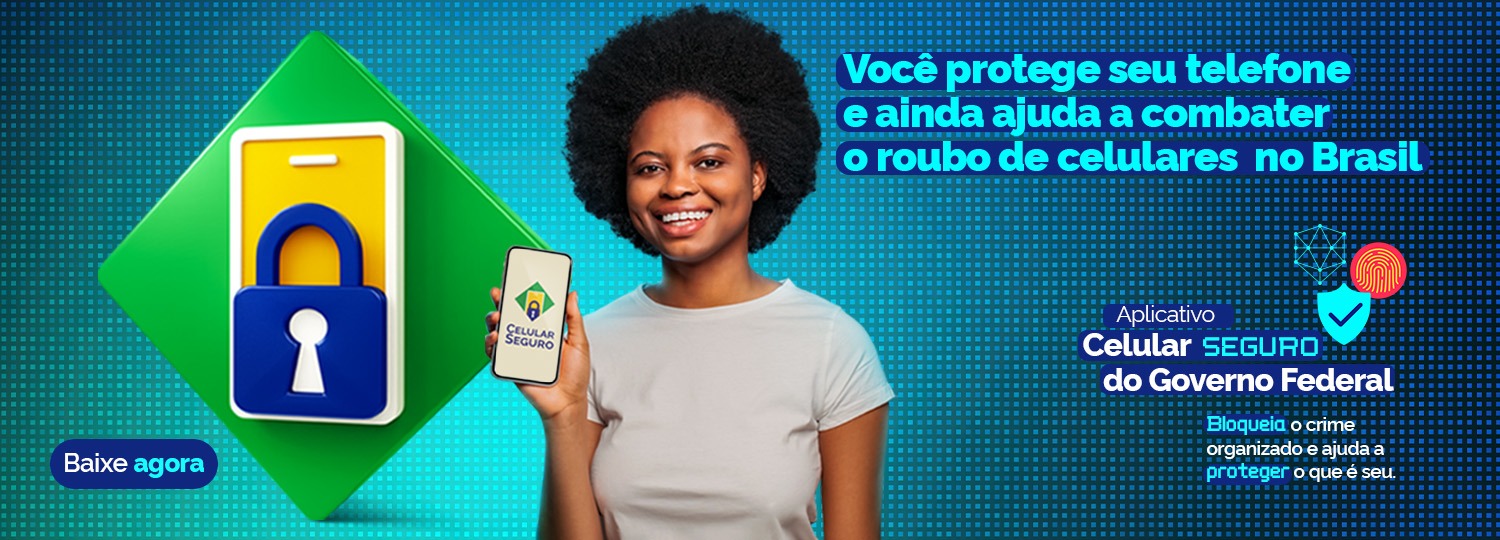 Você protege seu telefone
e ainda ajuda a combater
o roubo de celulares no Brasil
CELULAR
SEGURO
Aplicativo
Celular SEGURO
do Governo Federal
Bloqueia o crime
organizado e ajuda a
proteger o que é seu.
Baixe agora